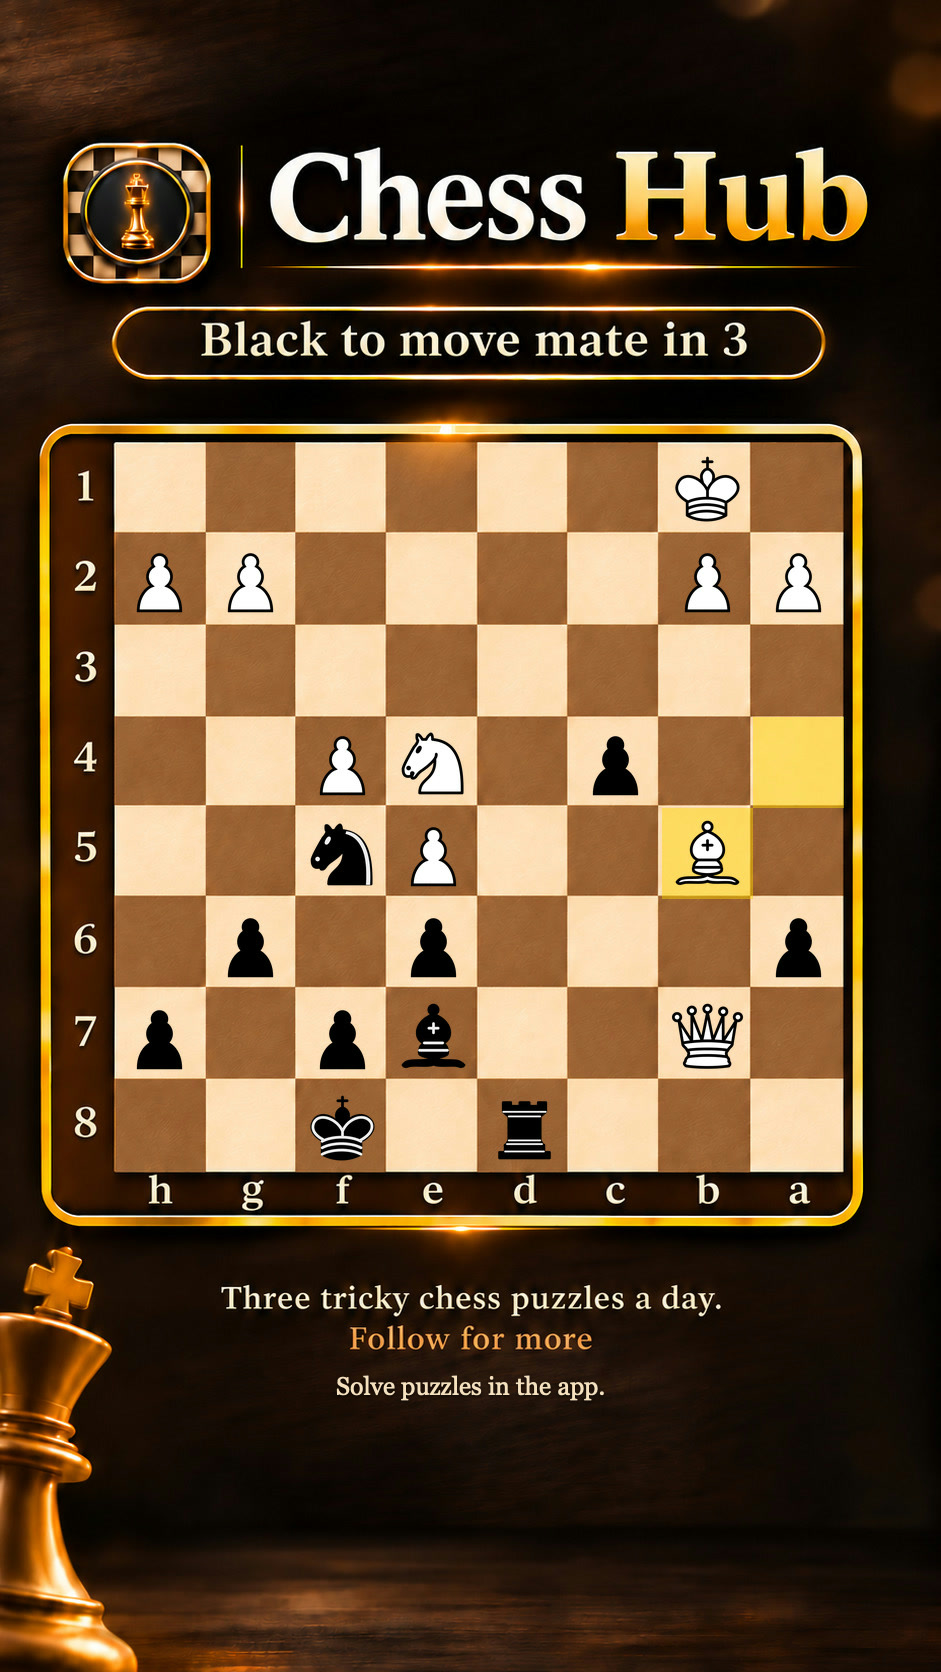 Chess Hub
Black to move mate in 3
1
2
3
4
5
6
7
8
h g f e d c b a
Three tricky chess puzzles a day.
Follow for more
Solve puzzles in the app.